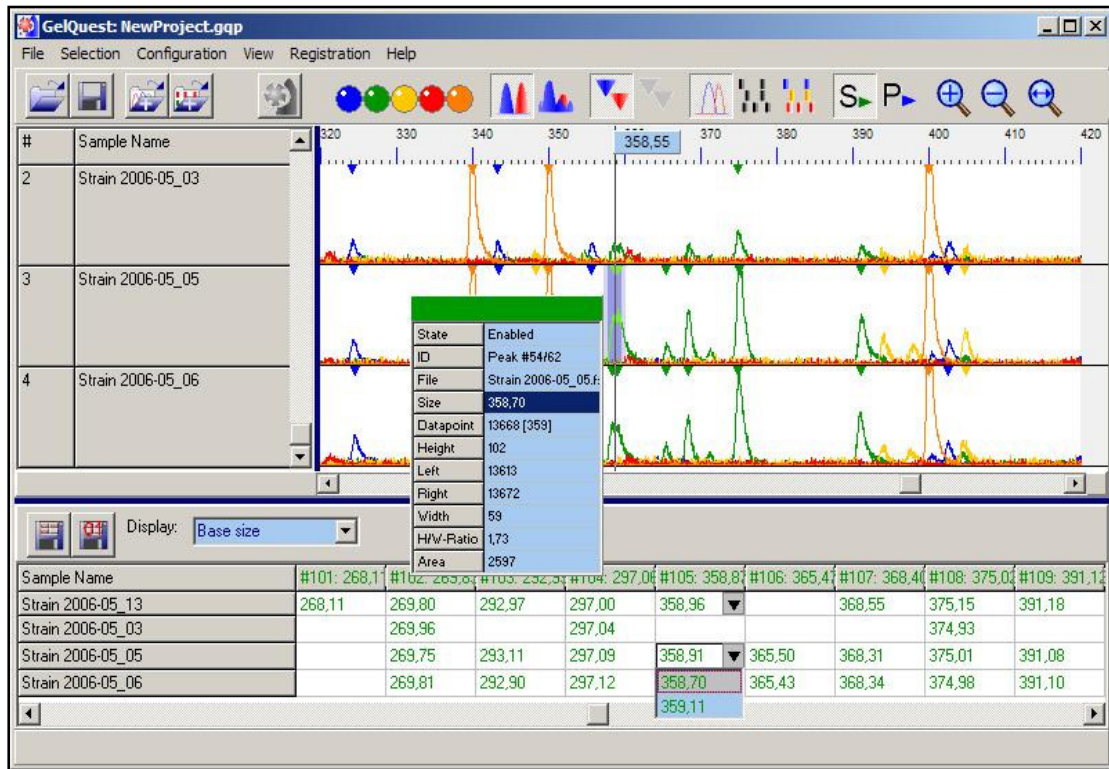 GelQuest: NewProject.gqp
File Selection Configuration View Registration Help
S P
# Sample Name
320 330 340 350 370 380 390 400 410 420
358,55
2 Strain 2006-05_03
3 Strain 2006-05_05
4 Strain 2006-05_06
State Enabled
ID Peak #54/62
File Strain 2006-05_05.f
Size 358,70
Datapoint 13668 [359]
Height 102
Left 13613
Right 13672
Width 59
H/W-Ratio 1,73
Area 2597
Display: Base size
Sample Name #101: 268,1 #102: 269,8 #103: 292,9 #104: 297,0 #105: 358,8 #106: 365,4 #107: 368,4 #108: 375,0 #109: 391,1
Strain 2006-05_13 268,11 269,80 292,97 297,00 358,96 368,55 375,15 391,18
Strain 2006-05_03 269,96 297,04 374,93
Strain 2006-05_05 269,75 293,11 297,09 358,91 365,50 368,31 375,01 391,08
Strain 2006-05_06 269,81 292,90 297,12 358,70 365,43 368,34 374,98 391,10
359,11